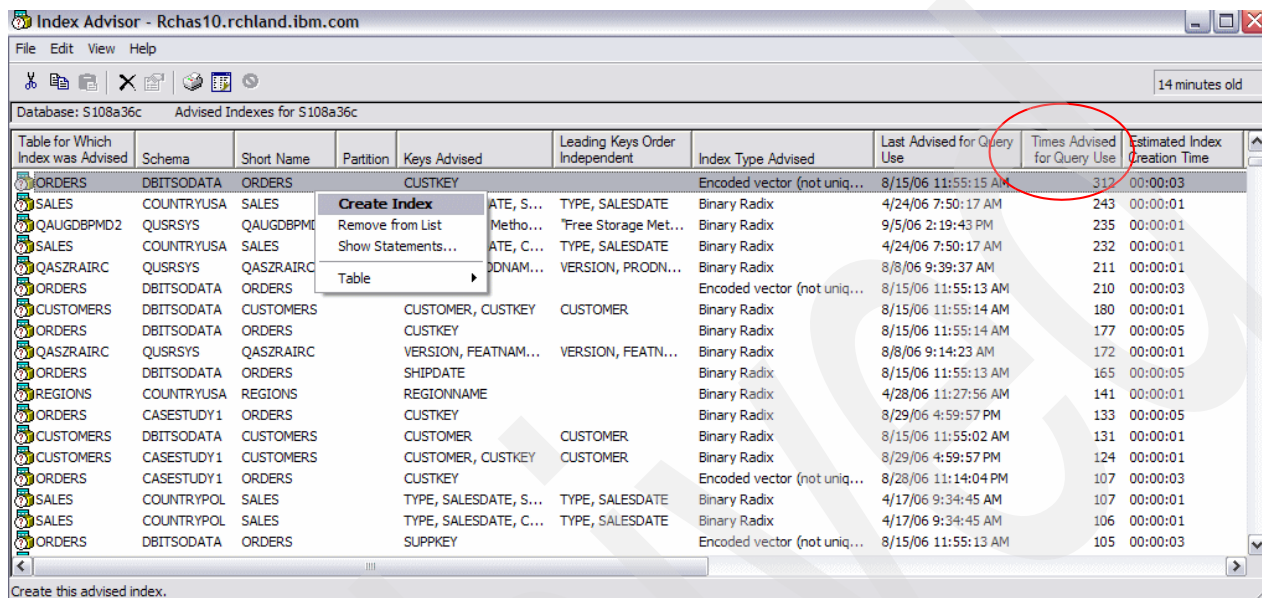 Index Advisor - Rchas10.rchland.ibm.com
File Edit View Help
14 minutes old
Database: S108a36c Advised Indexes for S108a36c
Table for Which Index was Advised Schema Short Name Partition Keys Advised Leading Keys Order Independent Index Type Advised Last Advised for Query Use Times Advised for Query Use Estimated Index Creation Time
ORDERS DBITSODATA ORDERS CUSTKEY Encoded vector (not uniq... 8/15/06 11:55:15 AM 312 00:00:03
SALES COUNTRYUSA SALES ATE, S... TYPE, SALESDATE Binary Radix 4/24/06 7:50:17 AM 243 00:00:01
QAUGDBPMD2 QUSRSYS QAUGDBPMD Metho... "Free Storage Met... Binary Radix 9/5/06 2:19:43 PM 235 00:00:01
SALES COUNTRYUSA SALES ATE, C... TYPE, SALESDATE Binary Radix 4/24/06 7:50:17 AM 232 00:00:01
QASZRAIRC QUSRSYS QASZRAIRC ODNAM... VERSION, PRODN... Binary Radix 8/8/06 9:39:37 AM 211 00:00:01
ORDERS DBITSODATA ORDERS Encoded vector (not uniq... 8/15/06 11:55:13 AM 210 00:00:03
CUSTOMERS DBITSODATA CUSTOMERS CUSTOMER, CUSTKEY CUSTOMER Binary Radix 8/15/06 11:55:14 AM 180 00:00:01
ORDERS DBITSODATA ORDERS CUSTKEY Binary Radix 8/15/06 11:55:14 AM 177 00:00:05
QASZRAIRC QUSRSYS QASZRAIRC VERSION, FEATNAM... VERSION, FEATN... Binary Radix 8/8/06 9:14:23 AM 172 00:00:01
ORDERS DBITSODATA ORDERS SHIPDATE Binary Radix 8/15/06 11:55:13 AM 165 00:00:05
REGIONS COUNTRYUSA REGIONS REGIONNAME Binary Radix 4/28/06 11:27:56 AM 141 00:00:01
ORDERS CASESTUDY1 ORDERS CUSTKEY Binary Radix 8/29/06 4:59:57 PM 133 00:00:05
CUSTOMERS DBITSODATA CUSTOMERS CUSTOMER CUSTOMER Binary Radix 8/15/06 11:55:02 AM 131 00:00:01
CUSTOMERS CASESTUDY1 CUSTOMERS CUSTOMER, CUSTKEY CUSTOMER Binary Radix 8/29/06 4:59:57 PM 124 00:00:01
ORDERS CASESTUDY1 ORDERS CUSTKEY Encoded vector (not uniq... 8/28/06 11:14:04 PM 107 00:00:03
SALES COUNTRYPOL SALES TYPE, SALESDATE, S... TYPE, SALESDATE Binary Radix 4/17/06 9:34:45 AM 107 00:00:01
SALES COUNTRYPOL SALES TYPE, SALESDATE, C... TYPE, SALESDATE Binary Radix 4/17/06 9:34:45 AM 106 00:00:01
ORDERS DBITSODATA ORDERS SUPPKEY Encoded vector (not uniq... 8/15/06 11:55:13 AM 105 00:00:03
Create Index
Remove from List
Show Statements...
Table
Create this advised index.